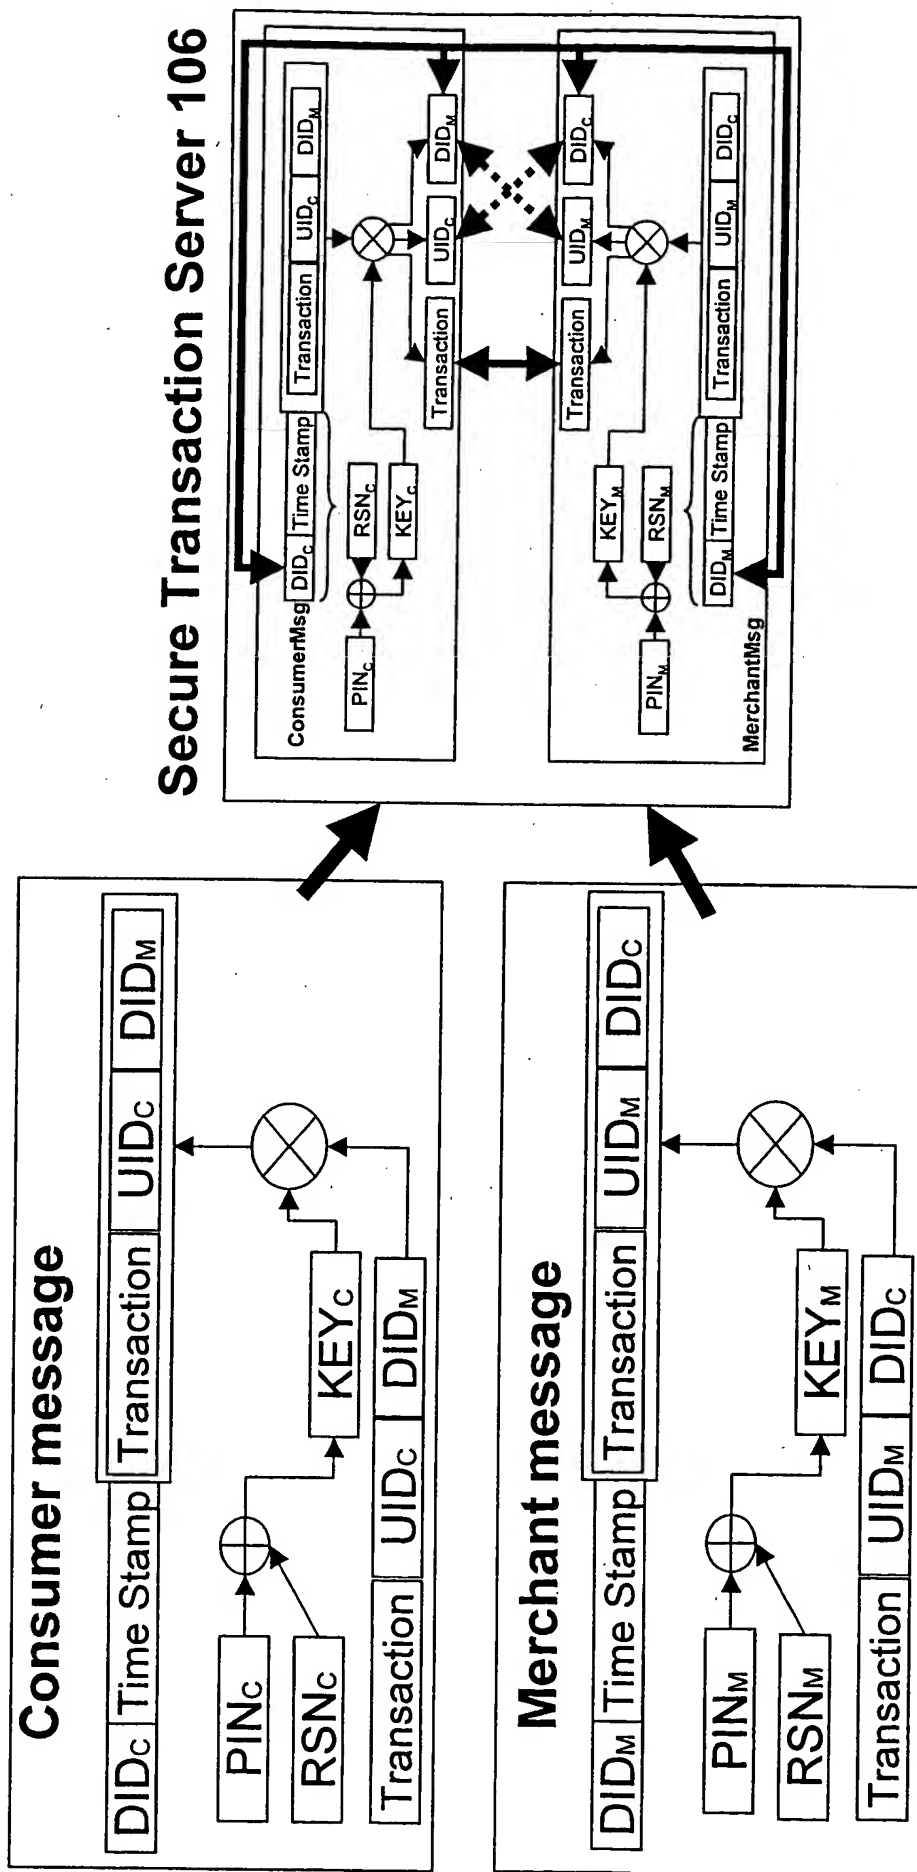 Consumer message
DIDC Time Stamp Transaction UIDC DIDM
PINC
RSNC
KEYC
Transaction UIDC DIDM
Merchant message
DIDM Time Stamp Transaction UIDM DIDC
PINM
RSNM
KEYM
Transaction UIDM DIDC
Secure Transaction Server 106
DIDC Time Stamp Transaction UIDC DIDM
ConsumerMsg
PINC RSNC
KEYC
Transaction UIDC DIDM
Transaction UIDM DIDC
KEYM
PINM RSNM
DIDM Time Stamp Transaction UIDM DIDC
MerchantMsg